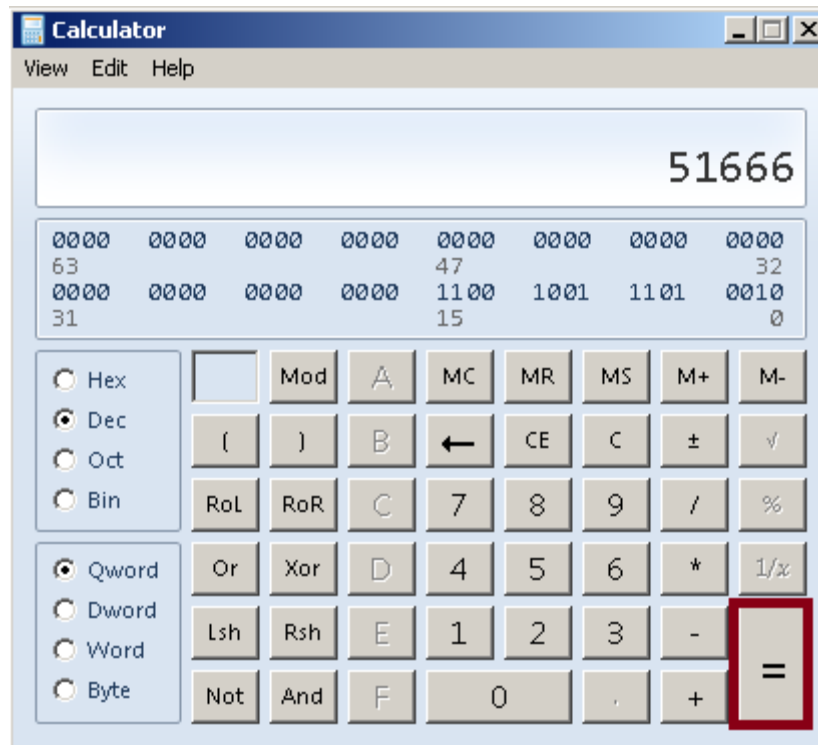 Calculator
View Edit Help
51666
0000 0000 0000 0000 0000 0000 0000 0000
63 47 32
0000 0000 0000 0000 1100 1001 1101 0010
31 15 0
Hex Mod A MC MR MS M+ M-
Dec ( ) B ← CE C ± √
Oct
Bin RoL RoR C 7 8 9 / %
Qword Or Xor D 4 5 6 * 1/x
Dword
Word Lsh Rsh E 1 2 3 - =
Byte Not And F 0 , +